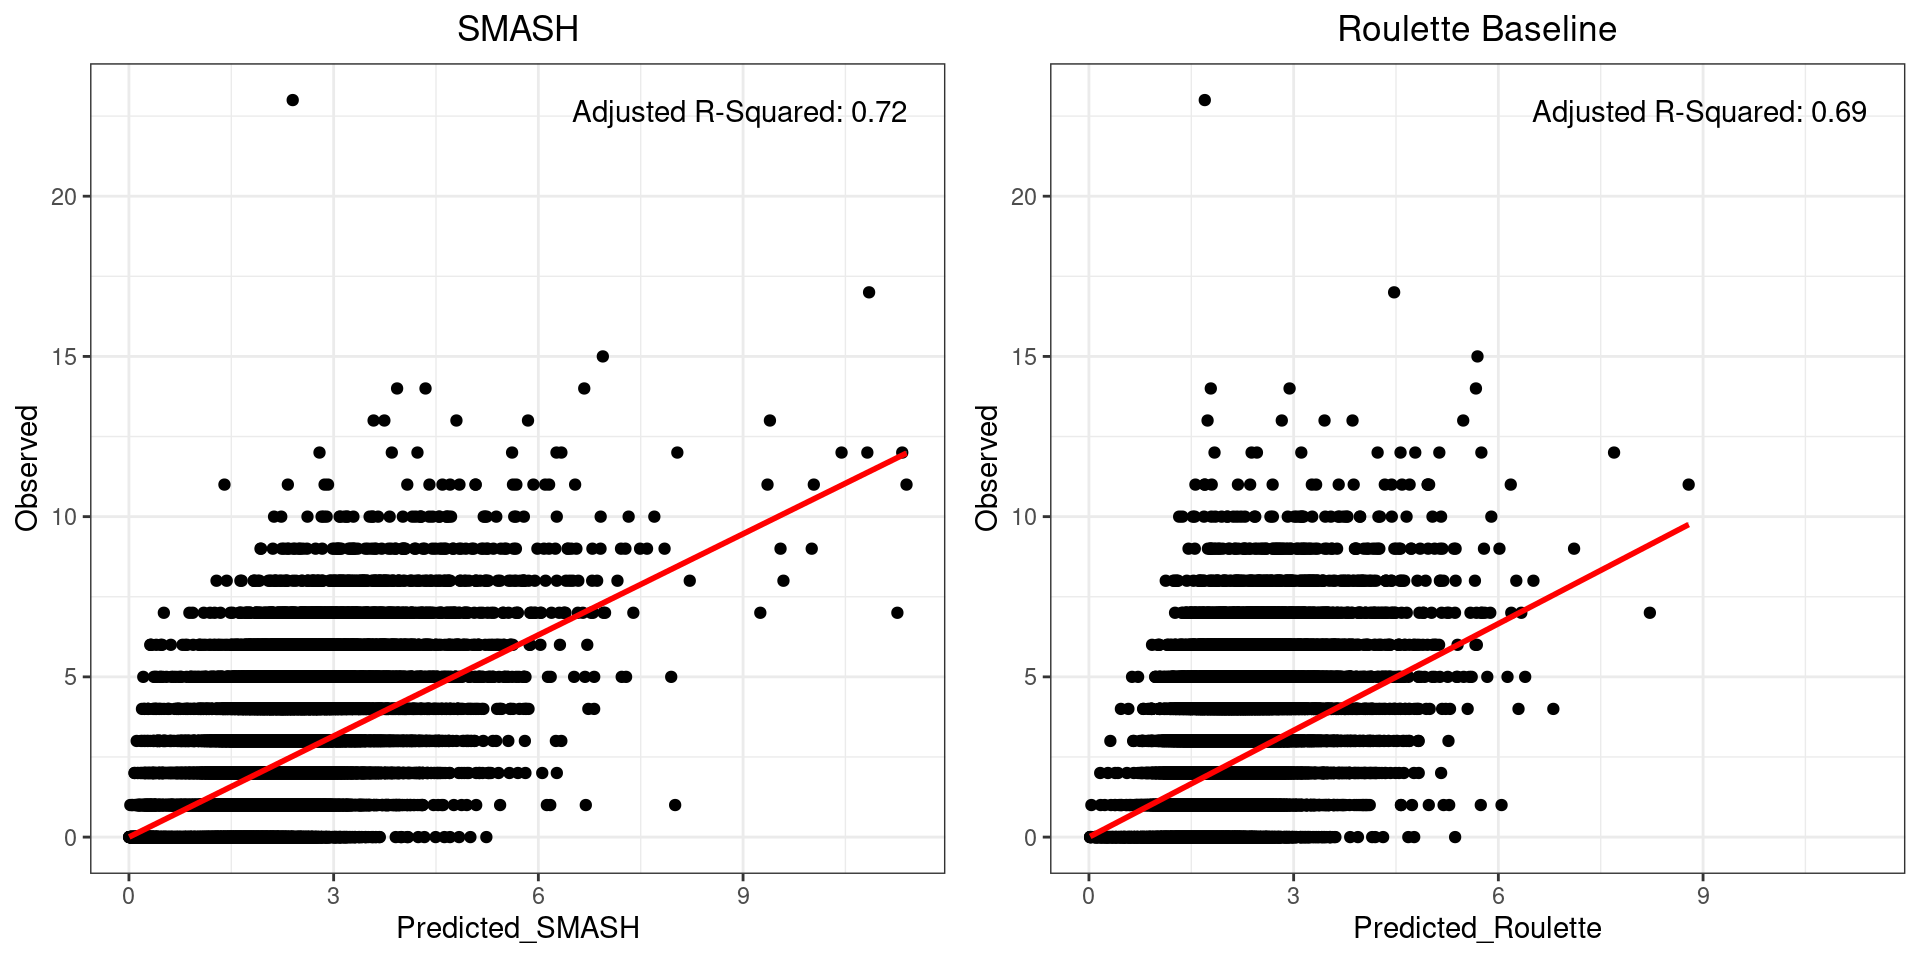 SMASH
Adjusted R-Squared: 0.72
20
15
10
5
0
Observed
0 3 6 9
Predicted_SMASH
Roulette Baseline
Adjusted R-Squared: 0.69
20
15
10
5
0
Observed
0 3 6 9
Predicted_Roulette